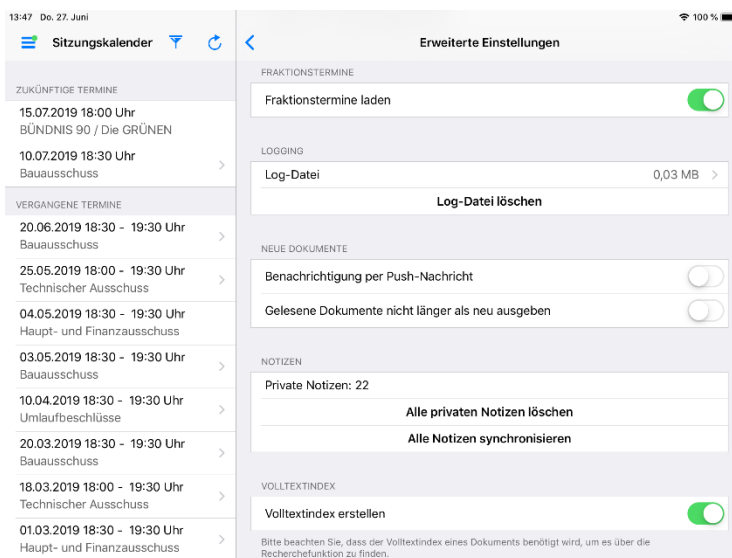 13:47 Do. 27. Juni
100 %
Sitzungskalender
ZUKÜNFTIGE TERMINE
15.07.2019 18:00 Uhr
BÜNDNIS 90 / Die GRÜNEN
10.07.2019 18:30 Uhr
Bauausschuss
VERGANGENE TERMINE
20.06.2019 18:30 - 19:30 Uhr
Bauausschuss
25.05.2019 18:00 - 19:30 Uhr
Technischer Ausschuss
04.05.2019 18:30 - 19:30 Uhr
Haupt- und Finanzausschuss
03.05.2019 18:30 - 19:30 Uhr
Bauausschuss
10.04.2019 18:30 - 19:30 Uhr
Umlaufbeschlüsse
20.03.2019 18:30 - 19:30 Uhr
Bauausschuss
18.03.2019 18:00 - 19:30 Uhr
Technischer Ausschuss
01.03.2019 18:30 - 19:30 Uhr
Haupt- und Finanzausschuss
Erweiterte Einstellungen
FRAKTIONSTERMINE
Fraktionstermine laden
LOGGING
Log-Datei 0,03 MB
Log-Datei löschen
NEUE DOKUMENTE
Benachrichtigung per Push-Nachricht
Gelesene Dokumente nicht länger als neu ausgeben
NOTIZEN
Private Notizen: 22
Alle privaten Notizen löschen
Alle Notizen synchronisieren
VOLLTEXTINDEX
Volltextindex erstellen
Bitte beachten Sie, dass der Volltextindex eines Dokuments benötigt wird, um es über die
Recherchefunktion zu finden.